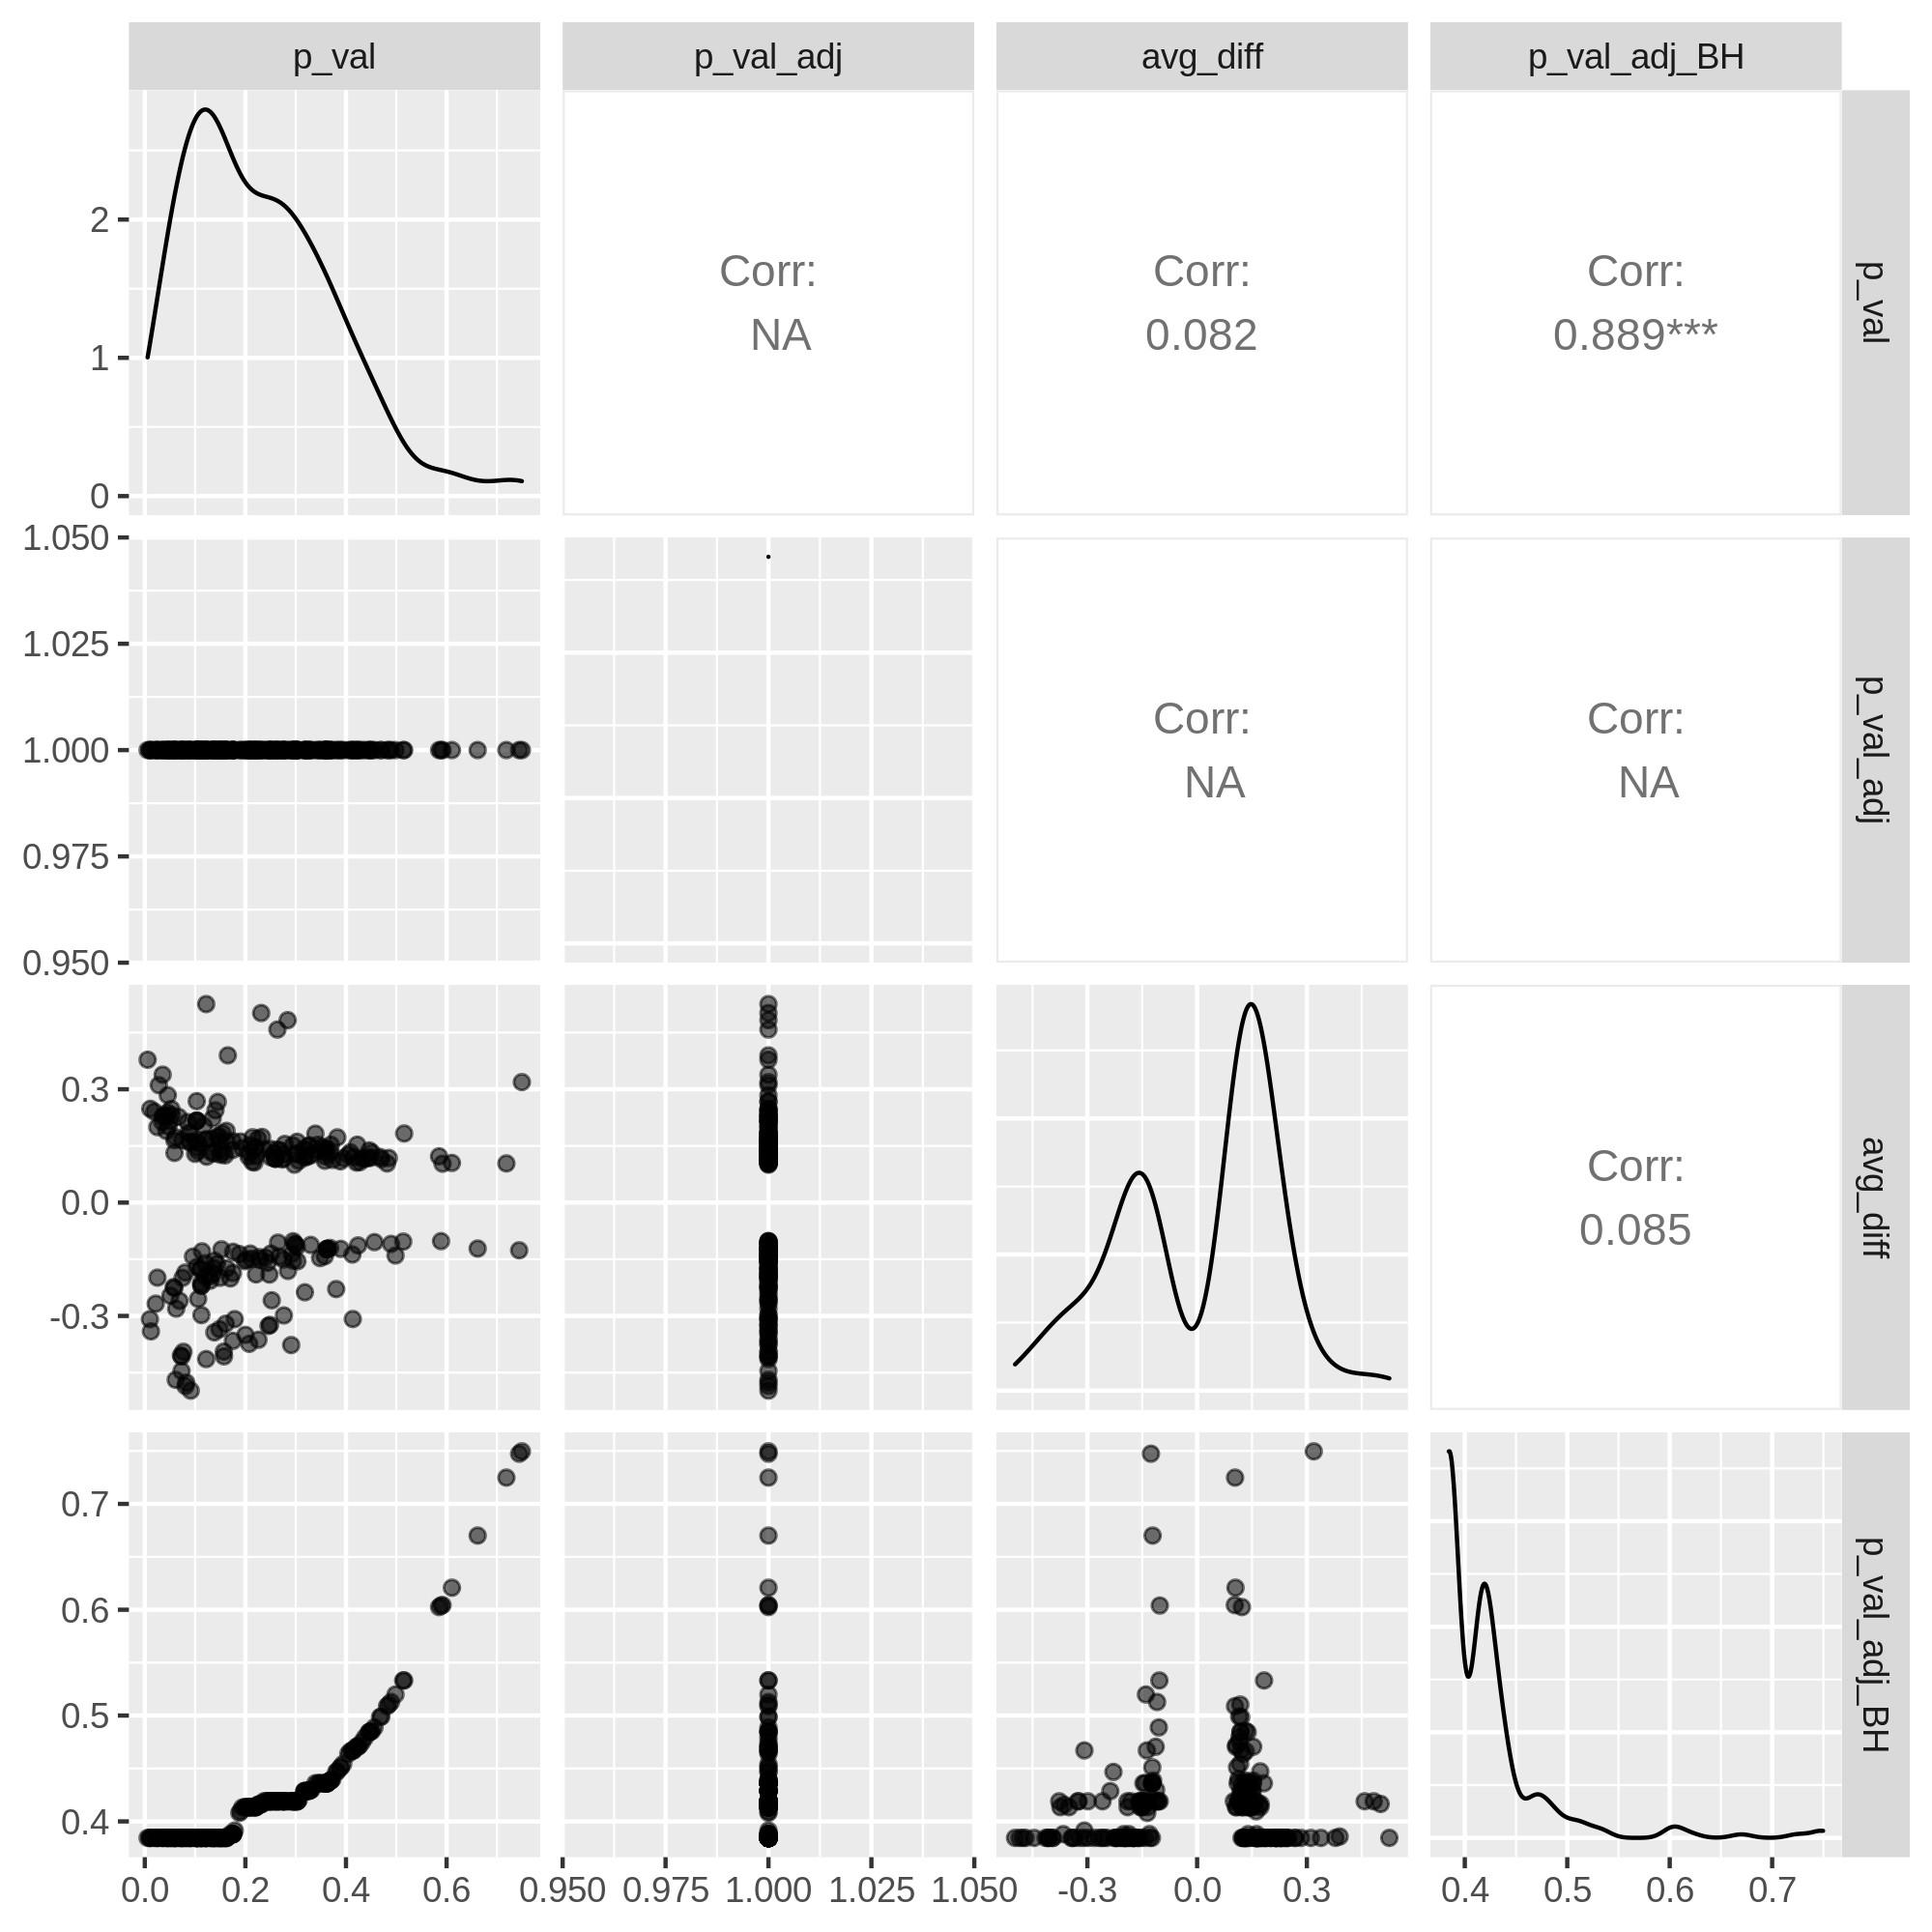 p_val
p_val_adj
avg_diff
p_val_adj_BH
2
1
0
Corr:
NA
Corr:
0.082
Corr:
0.889***
p_val
1.050
1.025
1.000
0.975
0.950
Corr:
NA
Corr:
NA
p_val_adj
0.3
0.0
-0.3
Corr:
0.085
avg_diff
0.7
0.6
0.5
0.4
p_val_adj_BH
0.0 0.2 0.4 0.6
0.950 0.975 1.000 1.025 1.050
-0.3 0.0 0.3
0.4 0.5 0.6 0.7